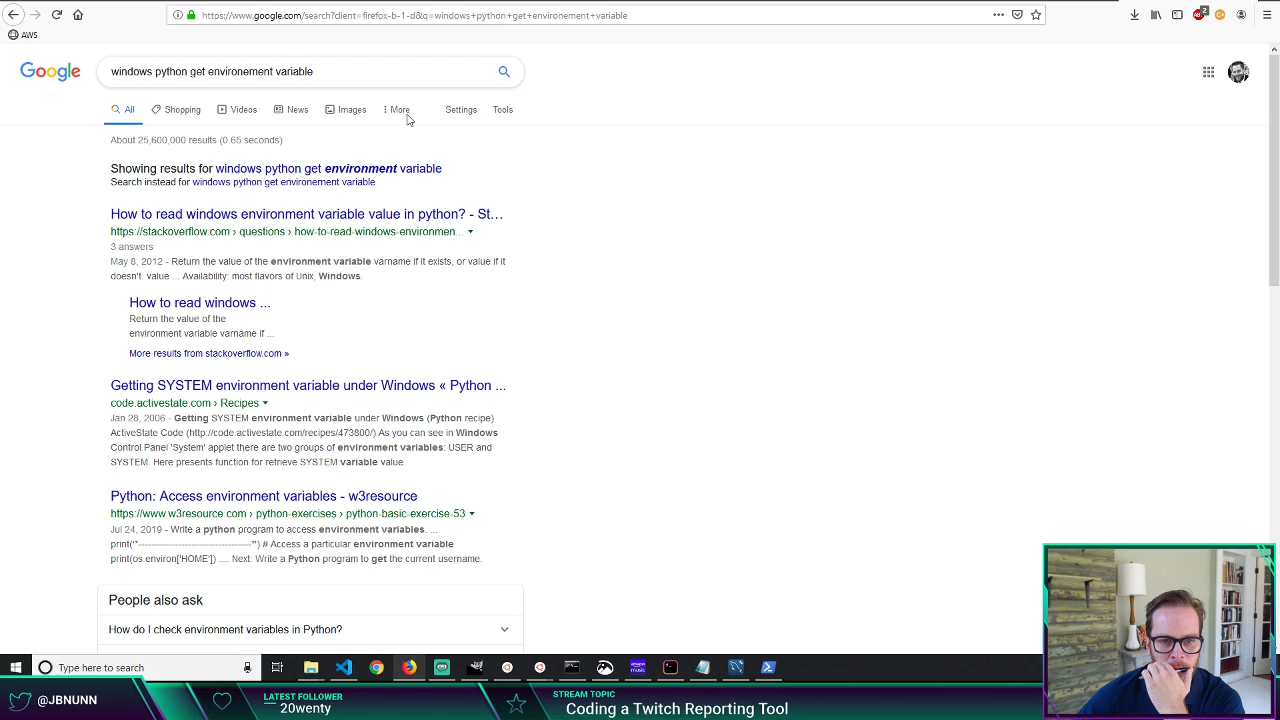 https://www.google.com/search?client=firefox-b-1-d&q=windows+python+get+environement+variable
2
AWS
Google
windows python get environement variable
All
Shopping
Videos
News
Images
More
Settings
Tools
About 25,600,000 results (0.65 seconds)
Showing results for windows python get environment variable
Search instead for windows python get environement variable
How to read windows environment variable value in python? - St...
https://stackoverflow.com › questions › how-to-read-windows-environmen...
3 answers
May 8, 2012 - Return the value of the environment variable varname if it exists, or value if it
doesn't. value ... Availability: most flavors of Unix, Windows.
How to read windows ...
Return the value of the
environment variable varname if ...
More results from stackoverflow.com »
Getting SYSTEM environment variable under Windows « Python ...
code.activestate.com › Recipes
Jan 28, 2006 - Getting SYSTEM environment variable under Windows (Python recipe)
ActiveState Code (http://code.activestate.com/recipes/473800/) As you can see in Windows
Control Panel 'System' applet there are two groups of environment variables: USER and
SYSTEM. Here presents function for retrieve SYSTEM variable value.
Python: Access environment variables - w3resource
https://www.w3resource.com › python-exercises › python-basic-exercise-53
Jul 24, 2019 - Write a python program to access environment variables. ...
print('*----------------------------------*') # Access a particular environment variable
print(os.environ['HOME']) .... Next. Write a Python program to get the current username.
People also ask
How do I check environment variables in Python?
Type here to search
@JBNUNN
LATEST FOLLOWER
20wenty
STREAM TOPIC
Coding a Twitch Reporting Tool